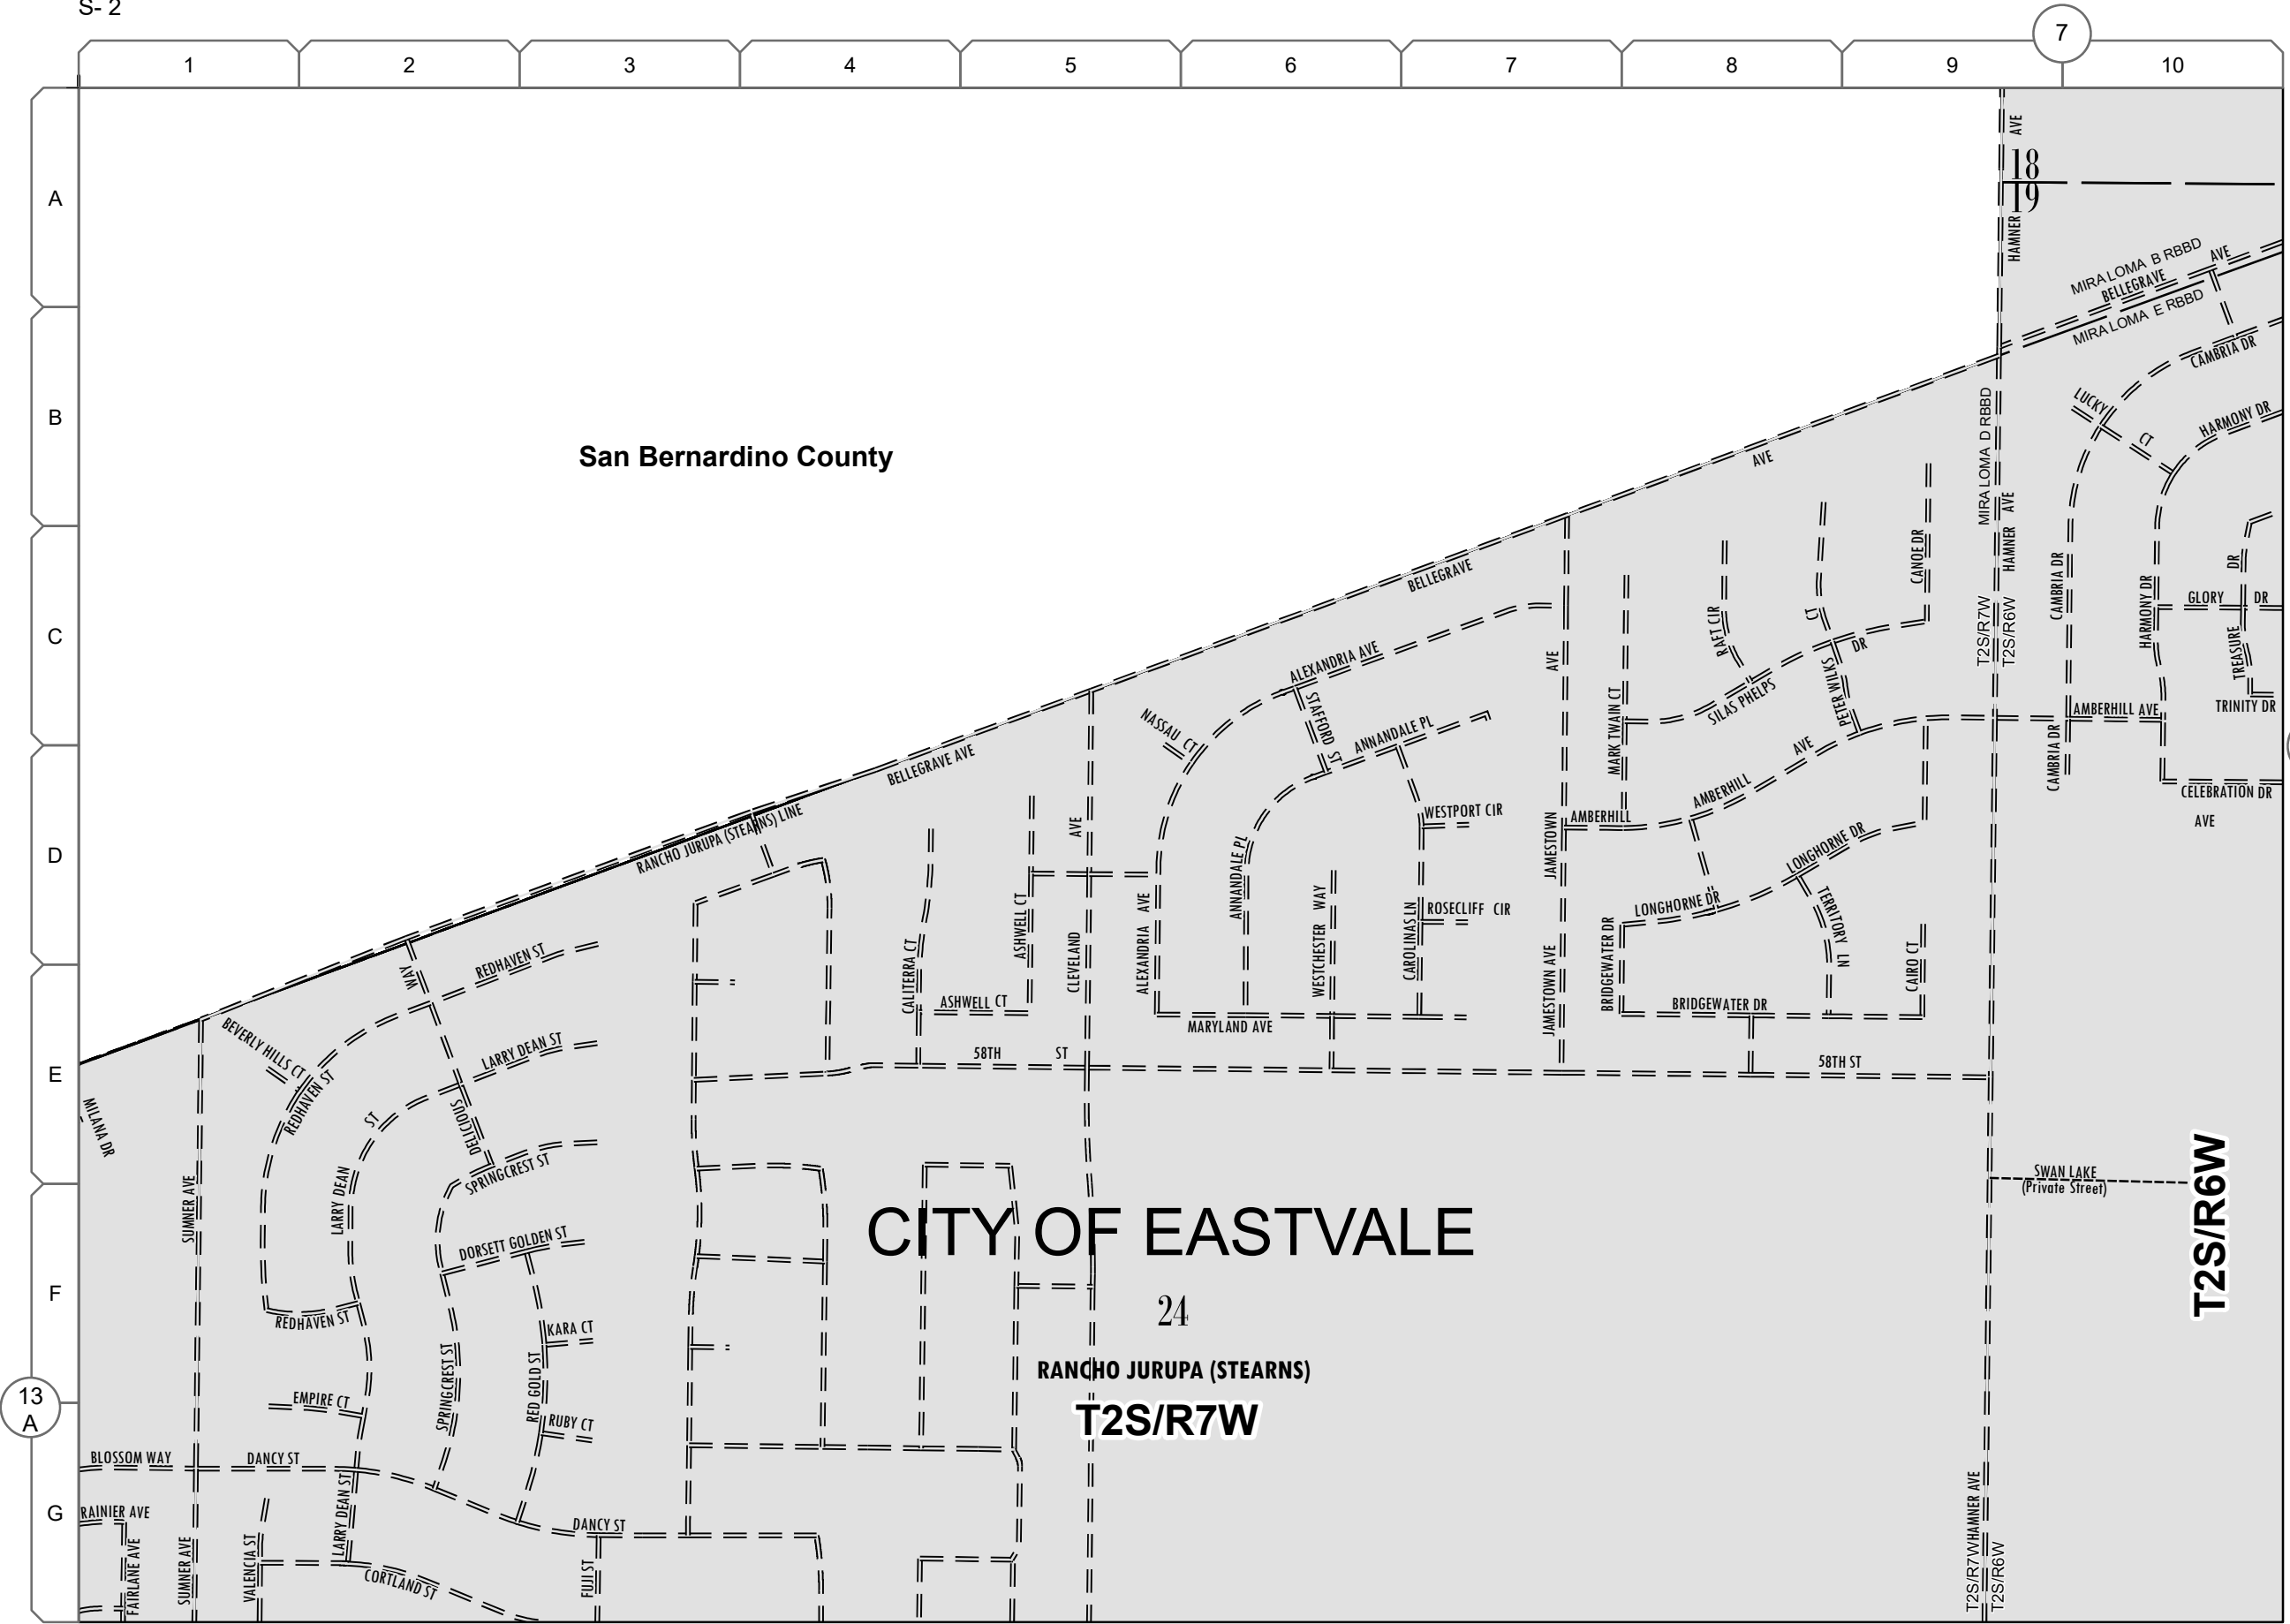 S- 2
7
1 2 3 4 5 6 7 8 9 10
A
AVE
18
19
HAMNER
MIRA LOMA B RBBD
BELLEGRAVE AVE
MIRA LOMA E RBBD
CAMBRIA DR
B
San Bernardino County
AVE
MIRA LOMA D RBBD
HAMNER AVE
LUCKY CT
HARMONY DR
C
BELLEGRAVE
ALEXANDRIA AVE
NASSAU CT
STAFFORD ST
ANNANDALE PL
AVE
MARK TWAIN CT
RAFT CIR
SILAS PHELPS DR
PETER WILKS CT
CANOE DR
T2S/R7W
T2S/R6W
CAMBRIA DR
HARMONY DR
GLORY DR
TREASURE DR
TRINITY DR
AMBERHILL AVE
D
BELLEGRAVE AVE
RANCHO JURUPA (STEARNS) LINE
AVE
WESTPORT CIR
JAMESTOWN
AMBERHILL
AMBERHILL AVE
CAMBRIA DR
CELEBRATION DR
AVE
LONGHORNE DR
LONGHORNE DR
TERRITORY LN
ANNANDALE PL
ROSECLIFF CIR
REDHAVEN ST
WAY
CALITERRA CT
ASHWELL CT
CLEVELAND
ALEXANDRIA AVE
WESTCHESTER WAY
CAROLINAS LN
JAMESTOWN AVE
BRIDGEWATER DR
CAIRO CT
E
BEVERLY HILLS CT
REDHAVEN ST
LARRY DEAN ST
ASHWELL CT
MARYLAND AVE
BRIDGEWATER DR
58TH ST
58TH ST
MILANA DR
ST
DELICIOUS
SPRINGCREST ST
SWAN LAKE
(Private Street)
T2S/R6W
F
SUMNER AVE
LARRY DEAN
DORSETT GOLDEN ST
CITY OF EASTVALE
24
REDHAVEN ST
KARA CT
RANCHO JURUPA (STEARNS)
T2S/R7W
SPRINGCREST ST
RED GOLD ST
13
A
EMPIRE CT
RUBY CT
BLOSSOM WAY
DANCY ST
G
RAINIER AVE
FAIRLANE AVE
SUMNER AVE
VALENCIA ST
LARRY DEAN ST
CORTLAND ST
DANCY ST
FUJI ST
HAMNER AVE
T2S/R7W
T2S/R6W